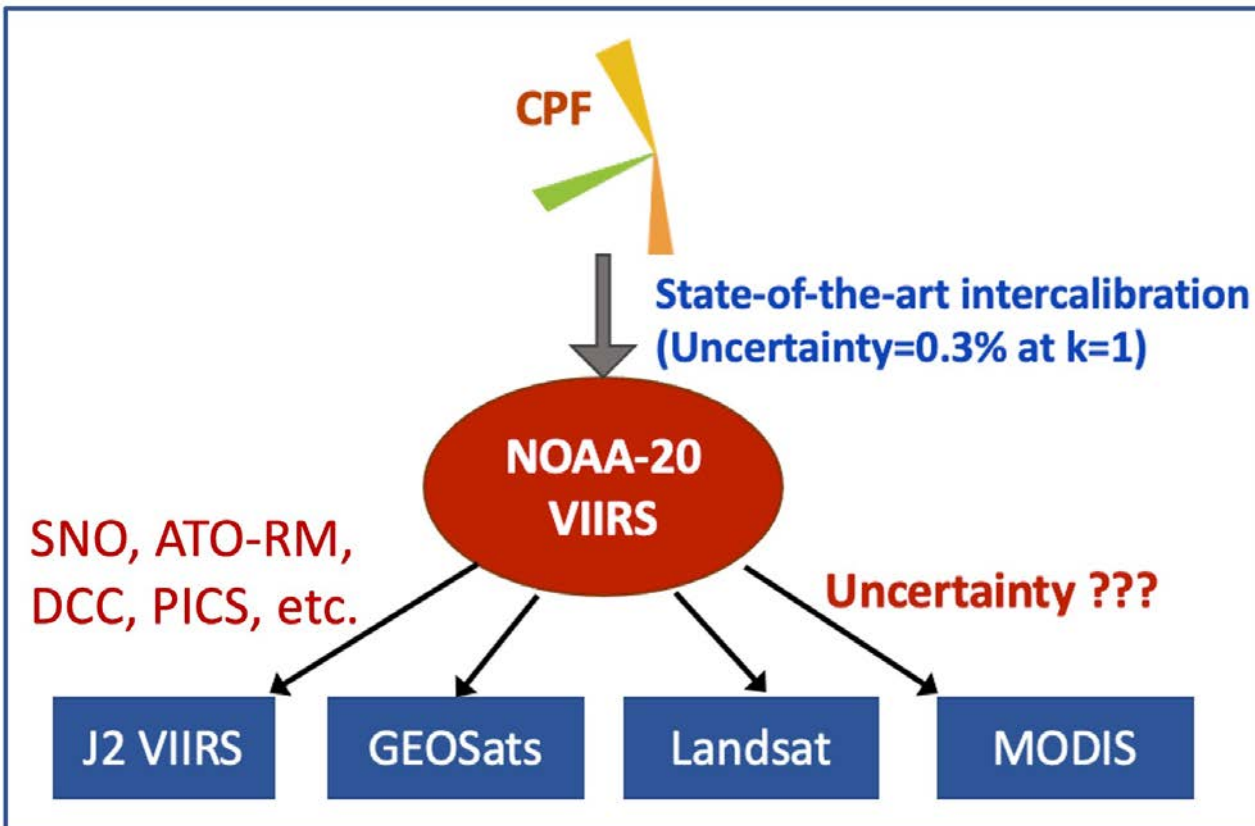 CPF
State-of-the-art intercalibration
(Uncertainty=0.3% at k=1)
NOAA-20
VIIRS
SNO, ATO-RM,
DCC, PICS, etc.
Uncertainty ???
J2 VIIRS
GEOSats
Landsat
MODIS